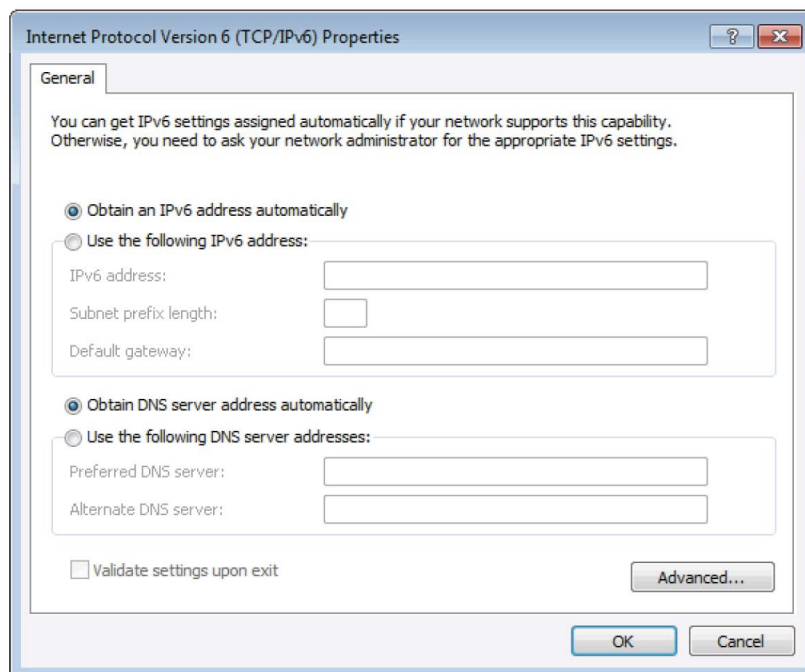 Internet Protocol Version 6 (TCP/IPv6) Properties
General
You can get IPv6 settings assigned automatically if your network supports this capability.
Otherwise, you need to ask your network administrator for the appropriate IPv6 settings.
Obtain an IPv6 address automatically
Use the following IPv6 address:
IPv6 address:
Subnet prefix length:
Default gateway:
Obtain DNS server address automatically
Use the following DNS server addresses:
Preferred DNS server:
Alternate DNS server:
Validate settings upon exit
Advanced...
OK
Cancel